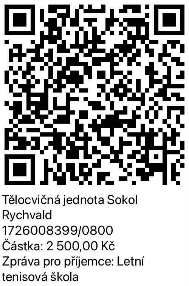 Tělocvičná jednota Sokol
Rychvald
1726008399/0800
Částka: 2 500,00 Kč
Zpráva pro příjemce: Letní
tenisová škola